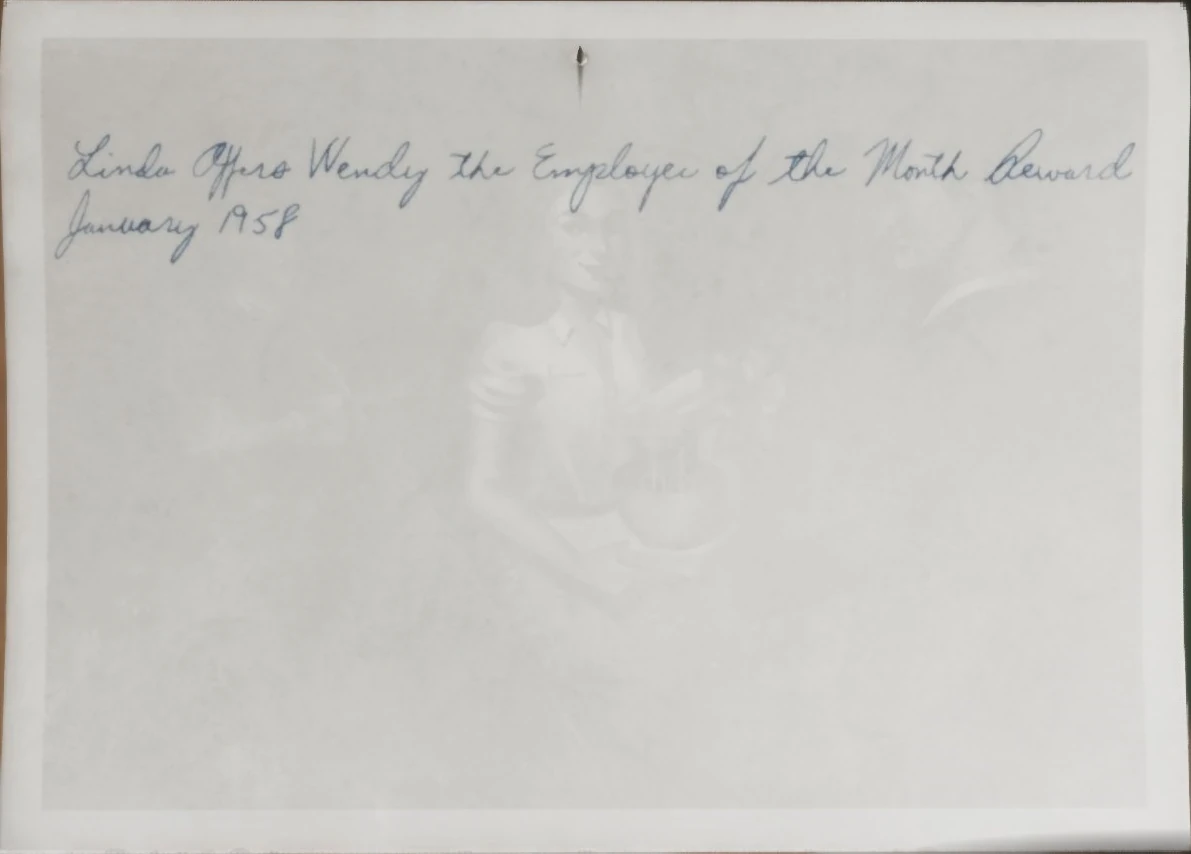 Linda Offers Wendy the Employee of the Month Reward
January 1958